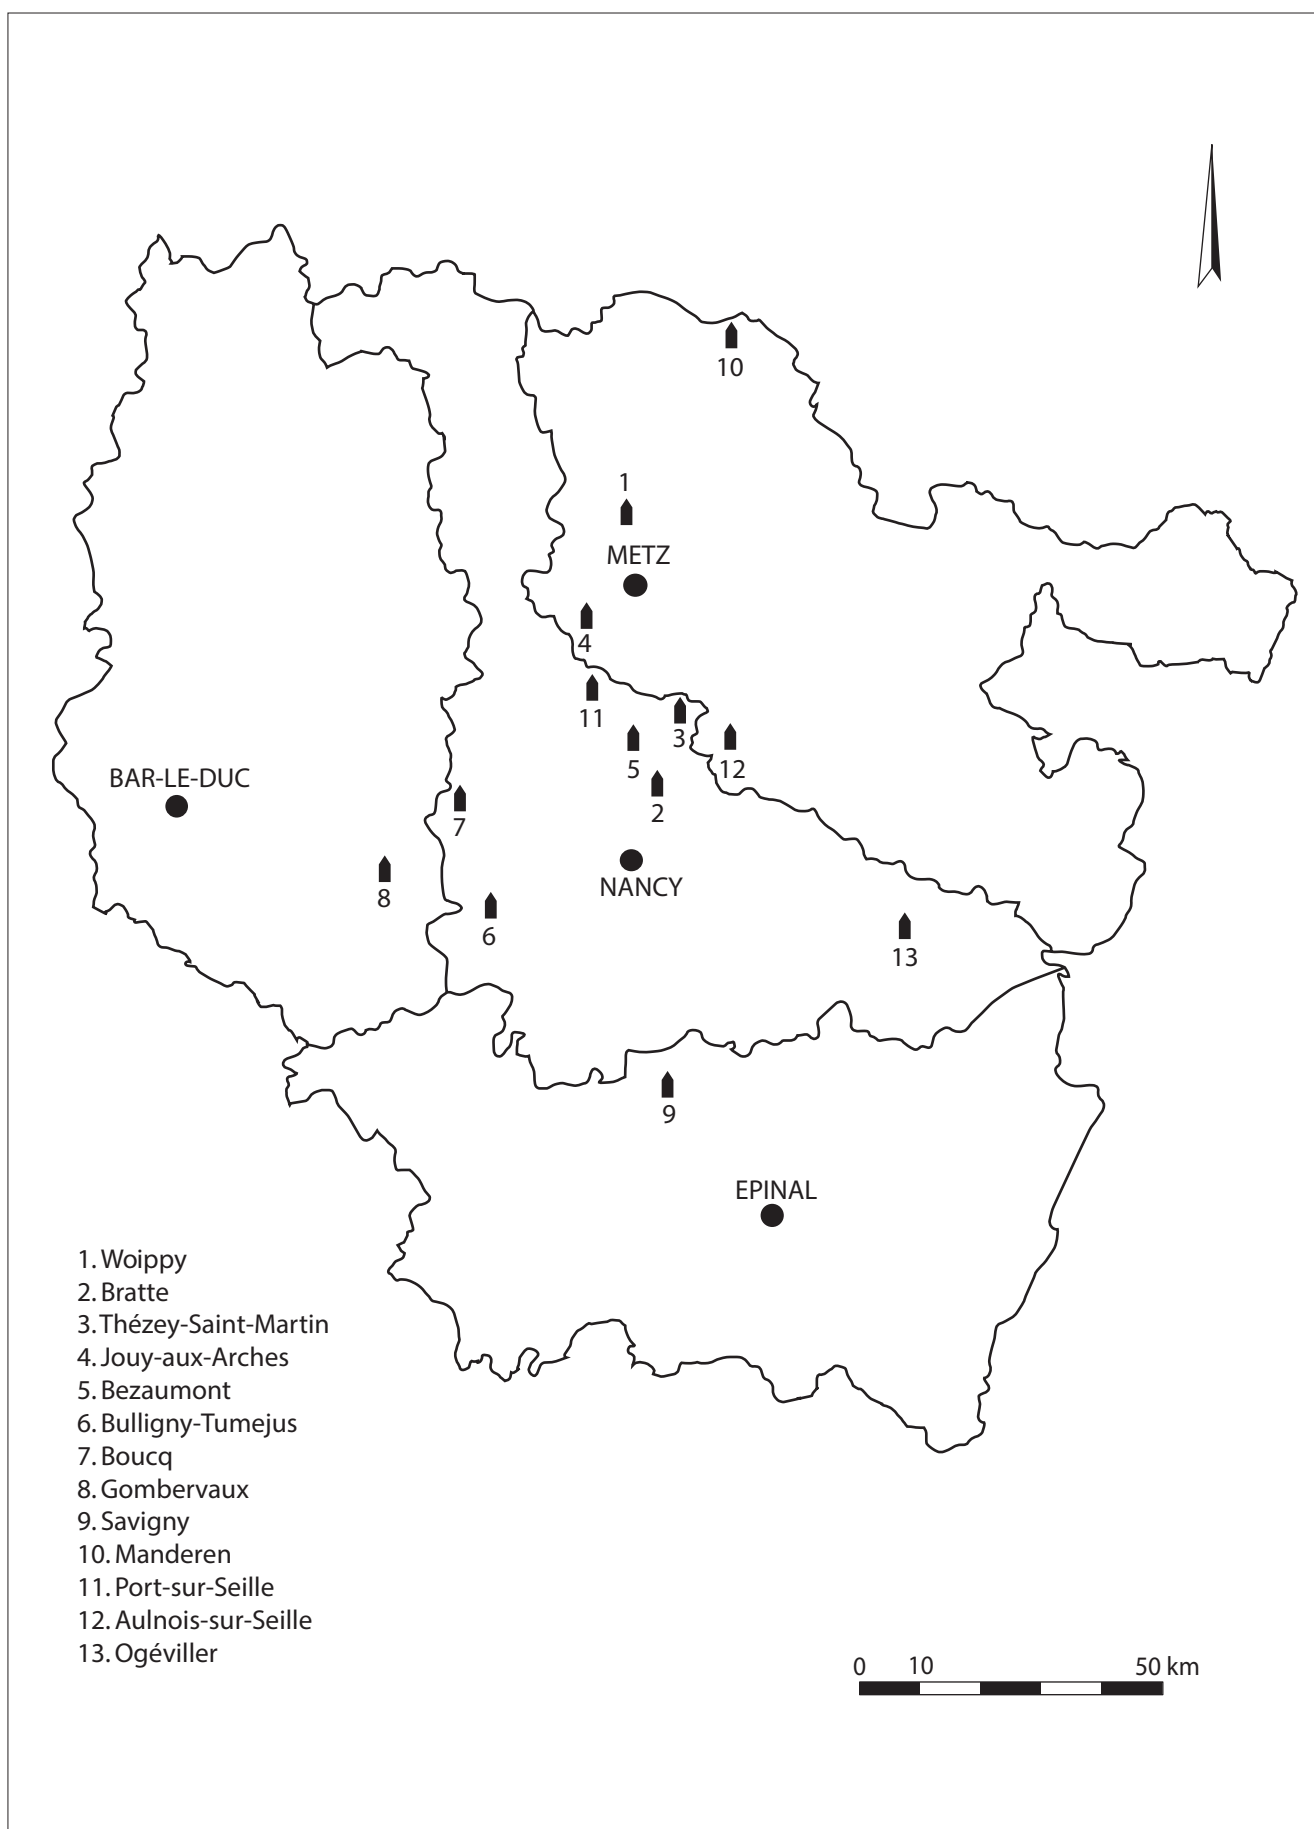 10
1
METZ
4
11
3
5
12
BAR-LE-DUC
2
7
NANCY
8
6
13
9
EPINAL
1. Woippy
2. Bratte
3. Thézey-Saint-Martin
4. Jouy-aux-Arches
5. Bezaumont
6. Bulligny-Tumejus
7. Boucq
8. Gombervaux
9. Savigny
10. Manderen
11. Port-sur-Seille
12. Aulnois-sur-Seille
13. Ogéviller
0 10 50 km